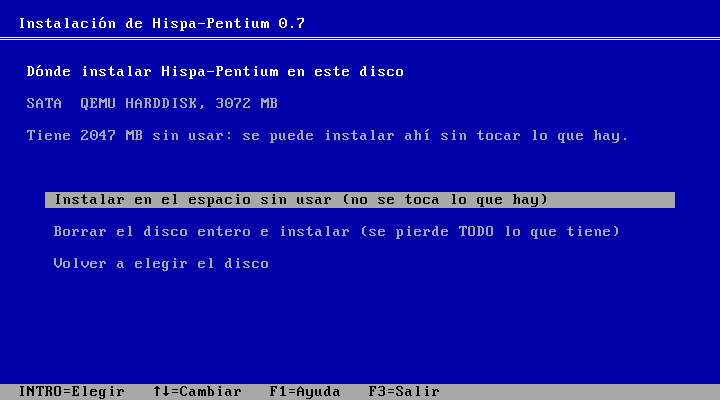 Instalación de Hispa-Pentium 0.7
Dónde instalar Hispa-Pentium en este disco
SATA  QEMU HARDDISK, 3072 MB
Tiene 2047 MB sin usar: se puede instalar ahí sin tocar lo que hay.
Instalar en el espacio sin usar (no se toca lo que hay)
Borrar el disco entero e instalar (se pierde TODO lo que tiene)
Volver a elegir el disco
INTRO=Elegir   ↑↓=Cambiar   F1=Ayuda   F3=Salir